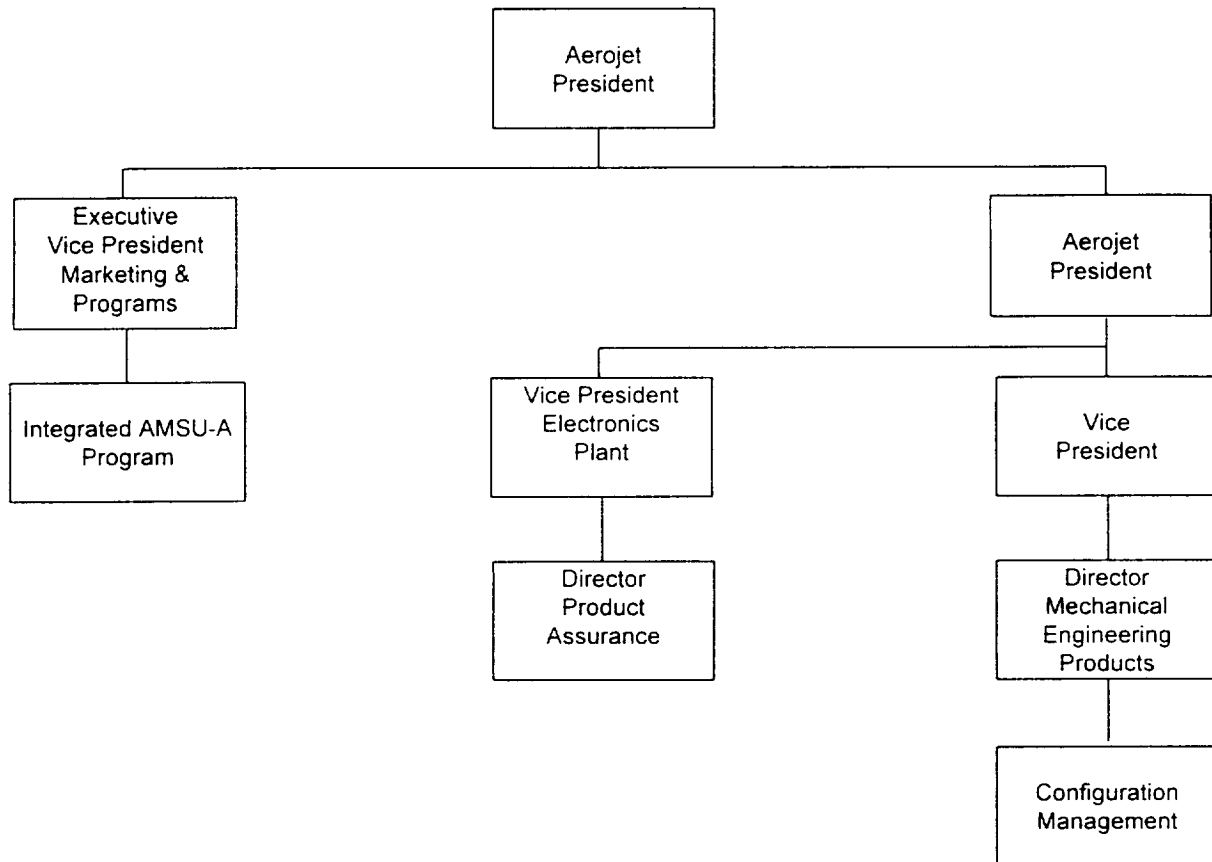 Aerojet
President
Executive
Vice President
Marketing &
Programs
Aerojet
President
Integrated AMSU-A
Program
Vice President
Electronics
Plant
Vice
President
Director
Product
Assurance
Director
Mechanical
Engineering
Products
Configuration
Management